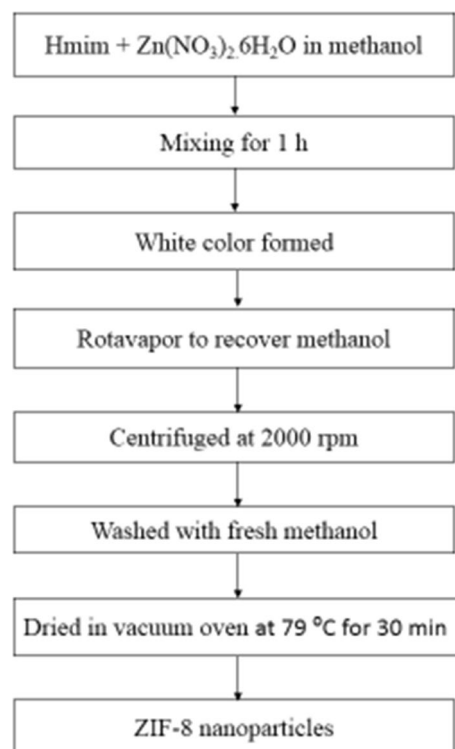 Hmim + Zn(NO₃)₂.6H₂O in methanol
Mixing for 1 h
White color formed
Rotavapor to recover methanol
Centrifuged at 2000 rpm
Washed with fresh methanol
Dried in vacuum oven at 79 ⁰C for 30 min
ZIF-8 nanoparticles